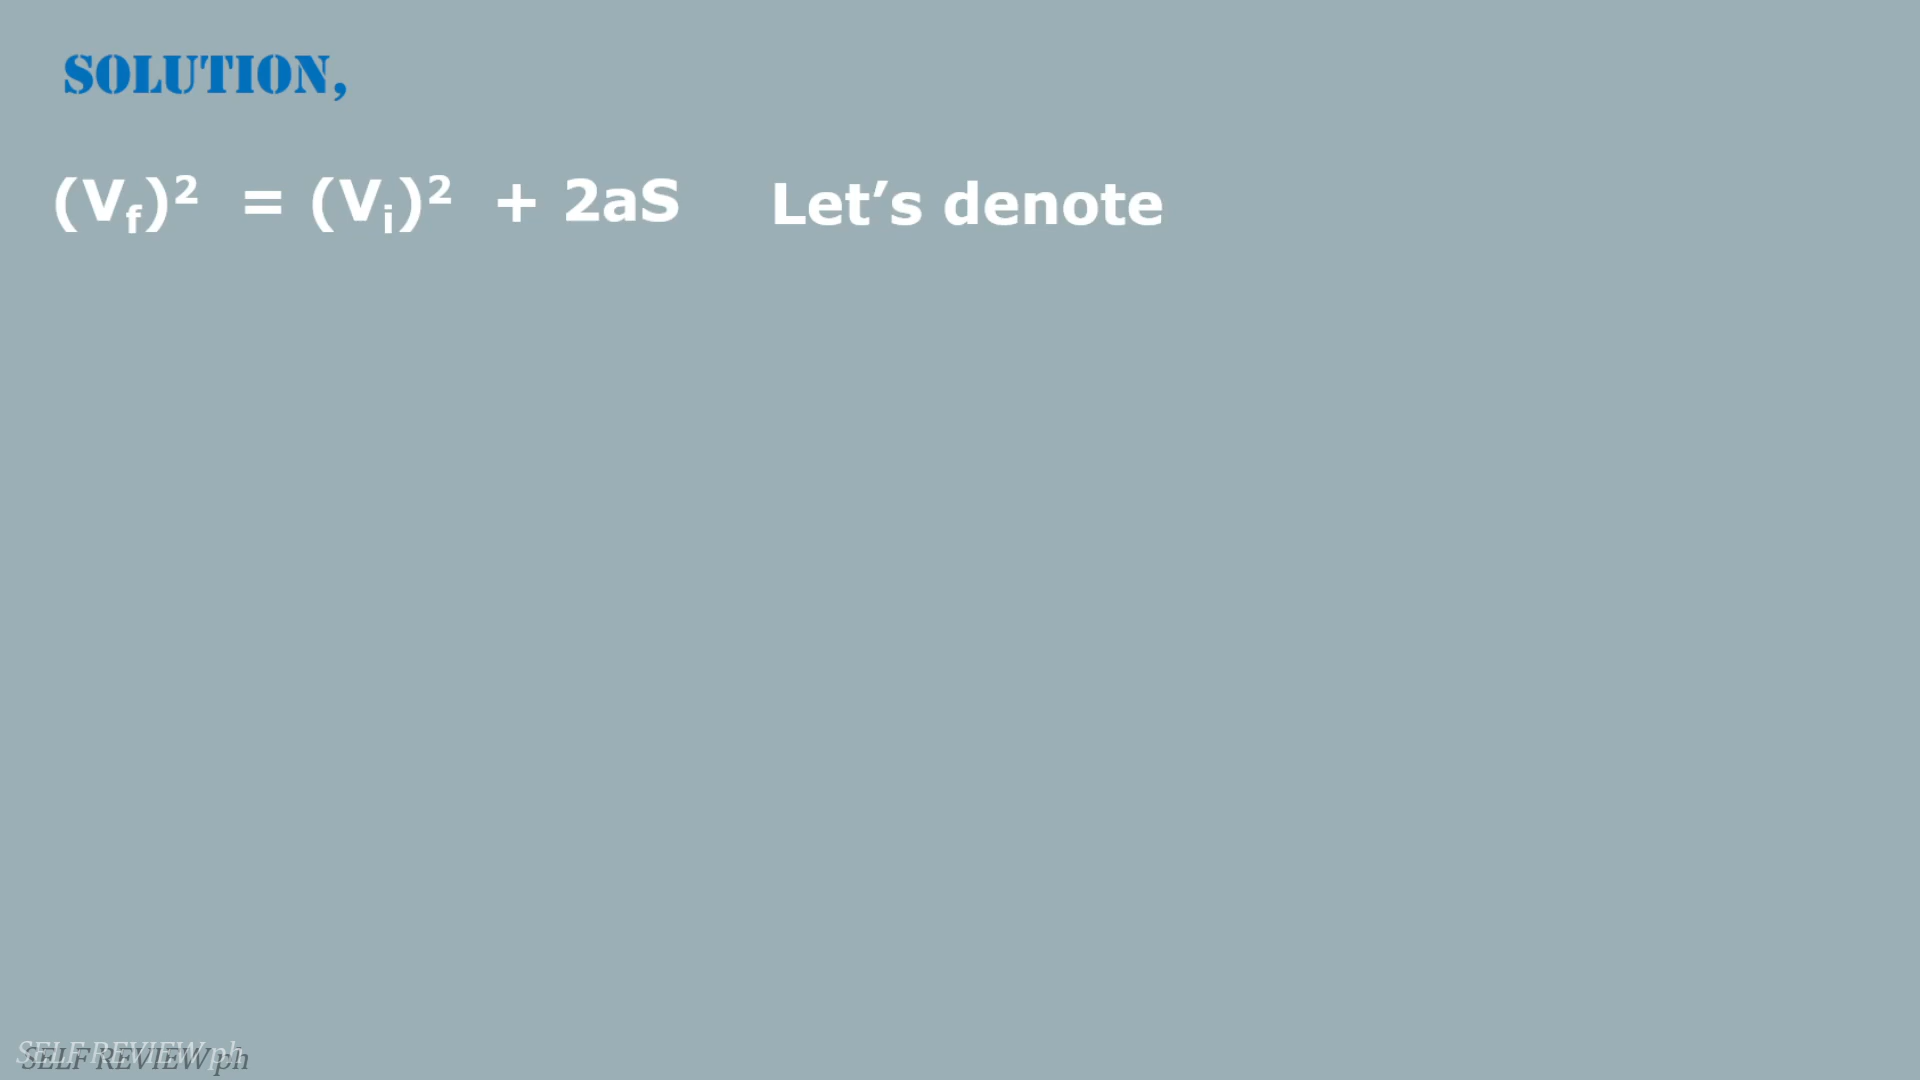 SOLUTION,
(Vf)² = (Vi)² + 2aS Let’s denote
SELF REVIEW ph